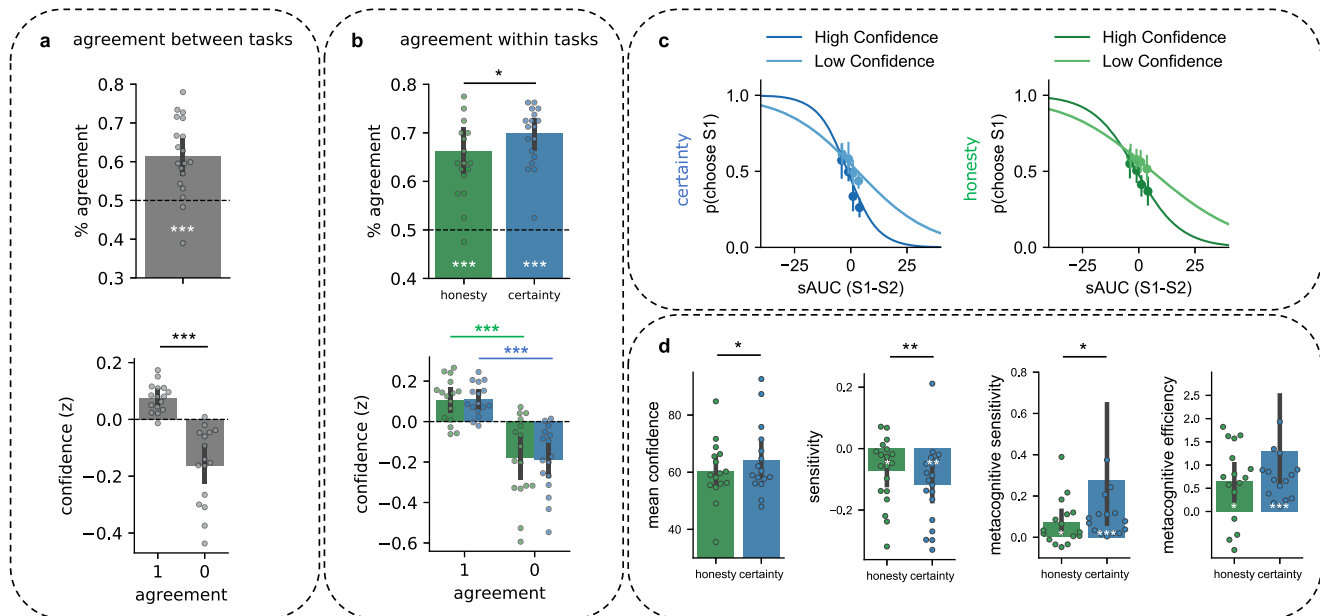 a agreement between tasks
0.8
0.7
0.6
0.5
0.4
0.3
% agreement
***
***
0.2
0.0
−0.2
−0.4
confidence (z)
1 0
agreement
b agreement within tasks
*
0.8
0.7
0.6
0.5
0.4
% agreement
*** ***
honesty certainty
***
***
0.2
0.0
−0.2
−0.4
−0.6
confidence (z)
1 0
agreement
c
High Confidence
Low Confidence
certainty
p(choose S1)
1.0
0.5
0.0
−25 0 25
sAUC (S1-S2)
High Confidence
Low Confidence
honesty
p(choose S1)
1.0
0.5
0.0
−25 0 25
sAUC (S1-S2)
d
*
mean confidence
80
60
40
honesty certainty
**
sensitivity
0.2
0.0
−0.2
** **
honesty certainty
*
metacognitive sensitivity
0.8
0.6
0.4
0.2
0.0
* ***
honesty certainty
metacognitive efficiency
2.5
2.0
1.5
1.0
0.5
0.0
* ***
honesty certainty